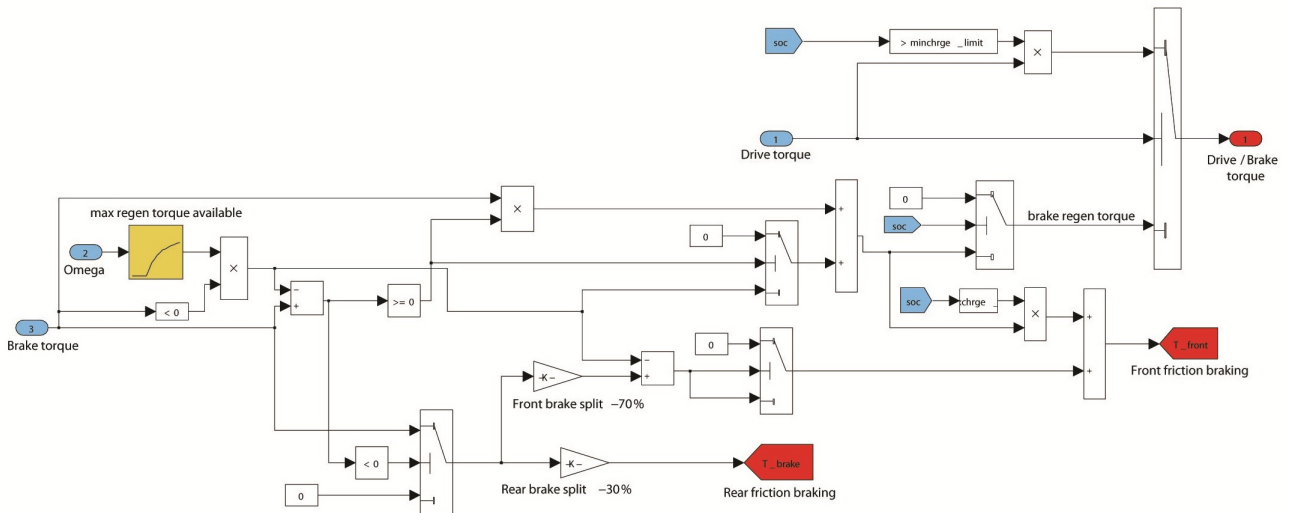 soc
> minchrge _limit
×
1
Drive torque
1
Drive / Brake
torque
max regen torque available
2
Omega
×
< 0
3
Brake torque
−
+
>= 0
×
0
+
+
0
soc
brake regen torque
soc
chrge _
×
+
+
T _front
Front friction braking
0
−
+
-K-
Front brake split −70%
< 0
0
-K-
Rear brake split −30%
T _brake
Rear friction braking